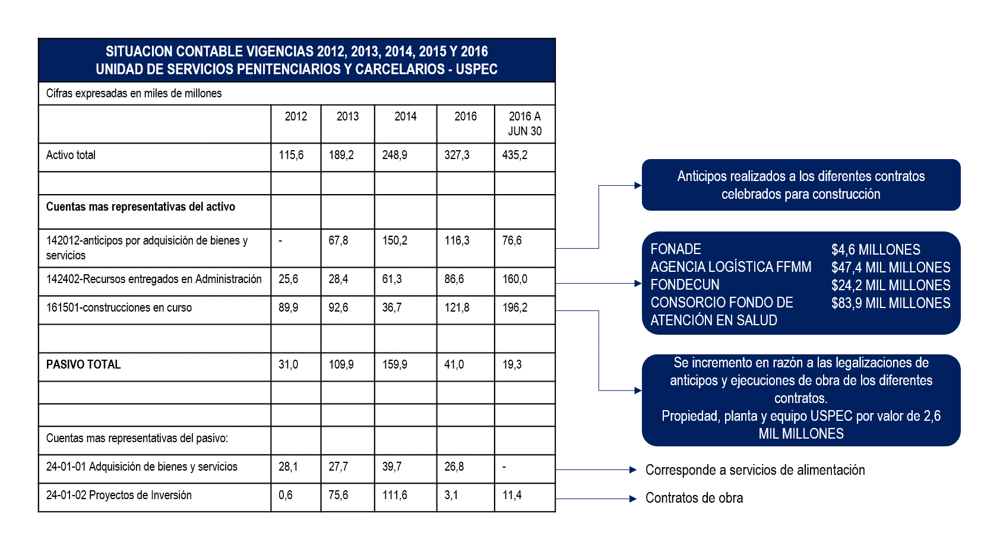 SITUACION CONTABLE VIGENCIAS 2012, 2013, 2014, 2015 Y 2016
UNIDAD DE SERVICIOS PENITENCIARIOS Y CARCELARIOS - USPEC
Cifras expresadas en miles de millones
2012 2013 2014 2016 2016 A
JUN 30
Activo total 115,6 189,2 248,9 327,3 435,2
Cuentas mas representativas del activo
142012-anticipos por adquisición de bienes y - 67,8 150,2 116,3 76,6
servicios
142402-Recursos entregados en Administración 25,6 28,4 61,3 86,6 160,0
161501-construcciones en curso 89,9 92,6 36,7 121,8 196,2
PASIVO TOTAL 31,0 109,9 159,9 41,0 19,3
Cuentas mas representativas del pasivo:
24-01-01 Adquisición de bienes y servicios 28,1 27,7 39,7 26,8 -
24-01-02 Proyectos de Inversión 0,6 75,6 111,6 3,1 11,4
Anticipos realizados a los diferentes contratos
celebrados para construcción
FONADE $4,6 MILLONES
AGENCIA LOGÍSTICA FFMM $47,4 MIL MILLONES
FONDECUN $24,2 MIL MILLONES
CONSORCIO FONDO DE $83,9 MIL MILLONES
ATENCIÓN EN SALUD
Se incremento en razón a las legalizaciones de
anticipos y ejecuciones de obra de los diferentes
contratos.
Propiedad, planta y equipo USPEC por valor de 2,6
MIL MILLONES
Corresponde a servicios de alimentación
Contratos de obra